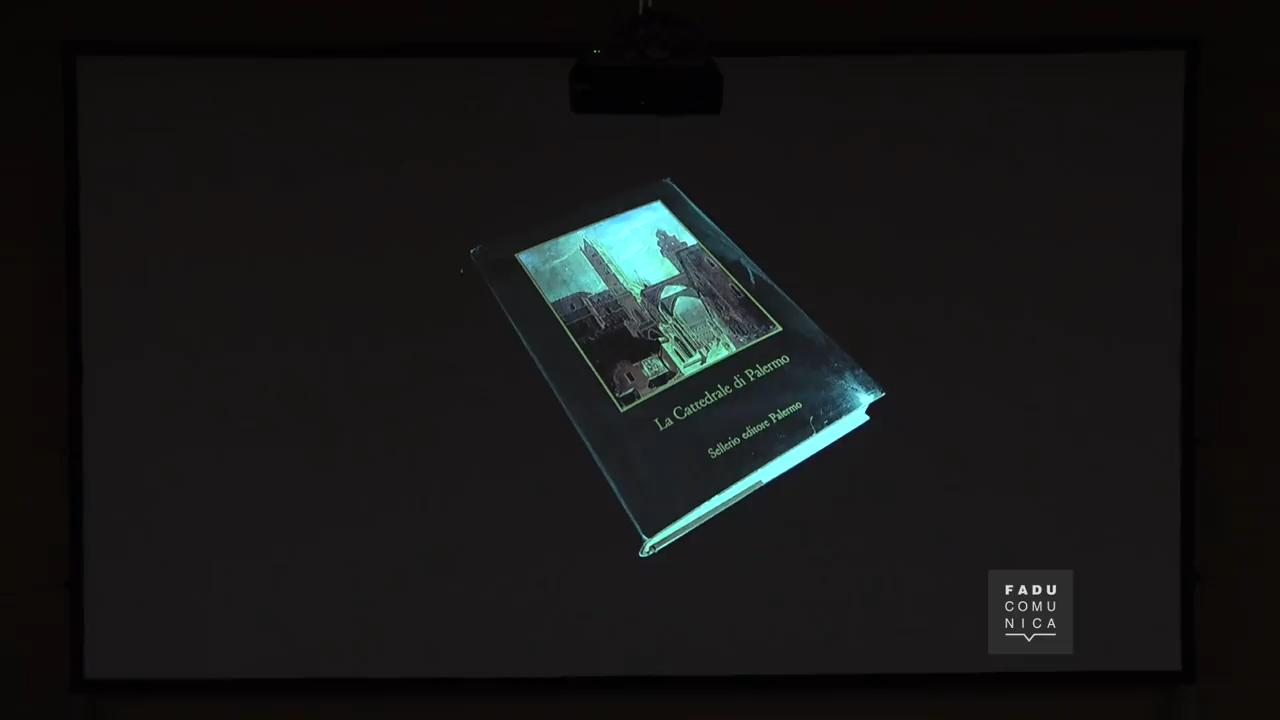 La Cattedrale di Palermo
Sellerio editore Palermo
FADU
COMU
NICA